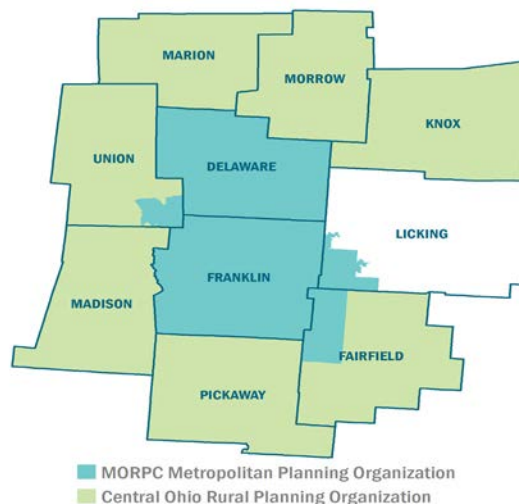 MARION
MORROW
KNOX
UNION
DELAWARE
LICKING
FRANKLIN
MADISON
FAIRFIELD
PICKAWAY
MORPC Metropolitan Planning Organization
Central Ohio Rural Planning Organization